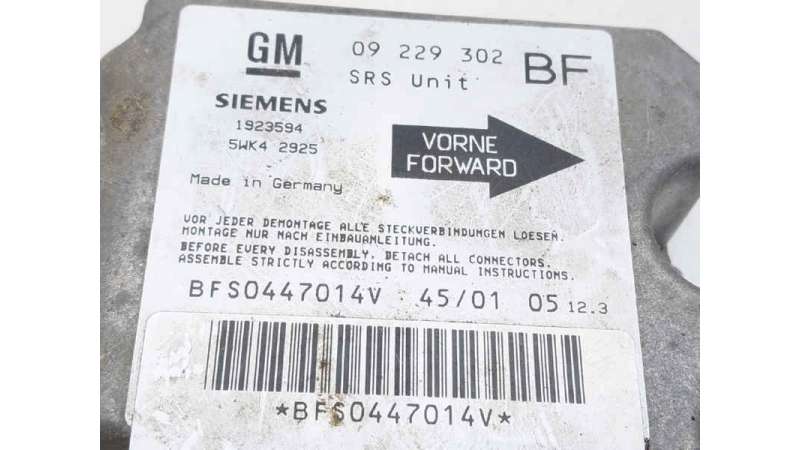 GM 09 229 302 BF
SRS Unit
SIEMENS
1923594
5WK4 2925
VORNE
FORWARD
Made in Germany
VOR JEDER DEMONTAGE ALLE STECKVERBINDUNGEN LOESEN.
MONTAGE NUR NACH EINBAUANLEITUNG.
BEFORE EVERY DISASSEMBLY, DETACH ALL CONNECTORS.
ASSEMBLE STRICTLY ACCORDING TO MANUAL INSTRUCTIONS.
BFS0447014V 45/01 05 12.3
*BFS0447014V*